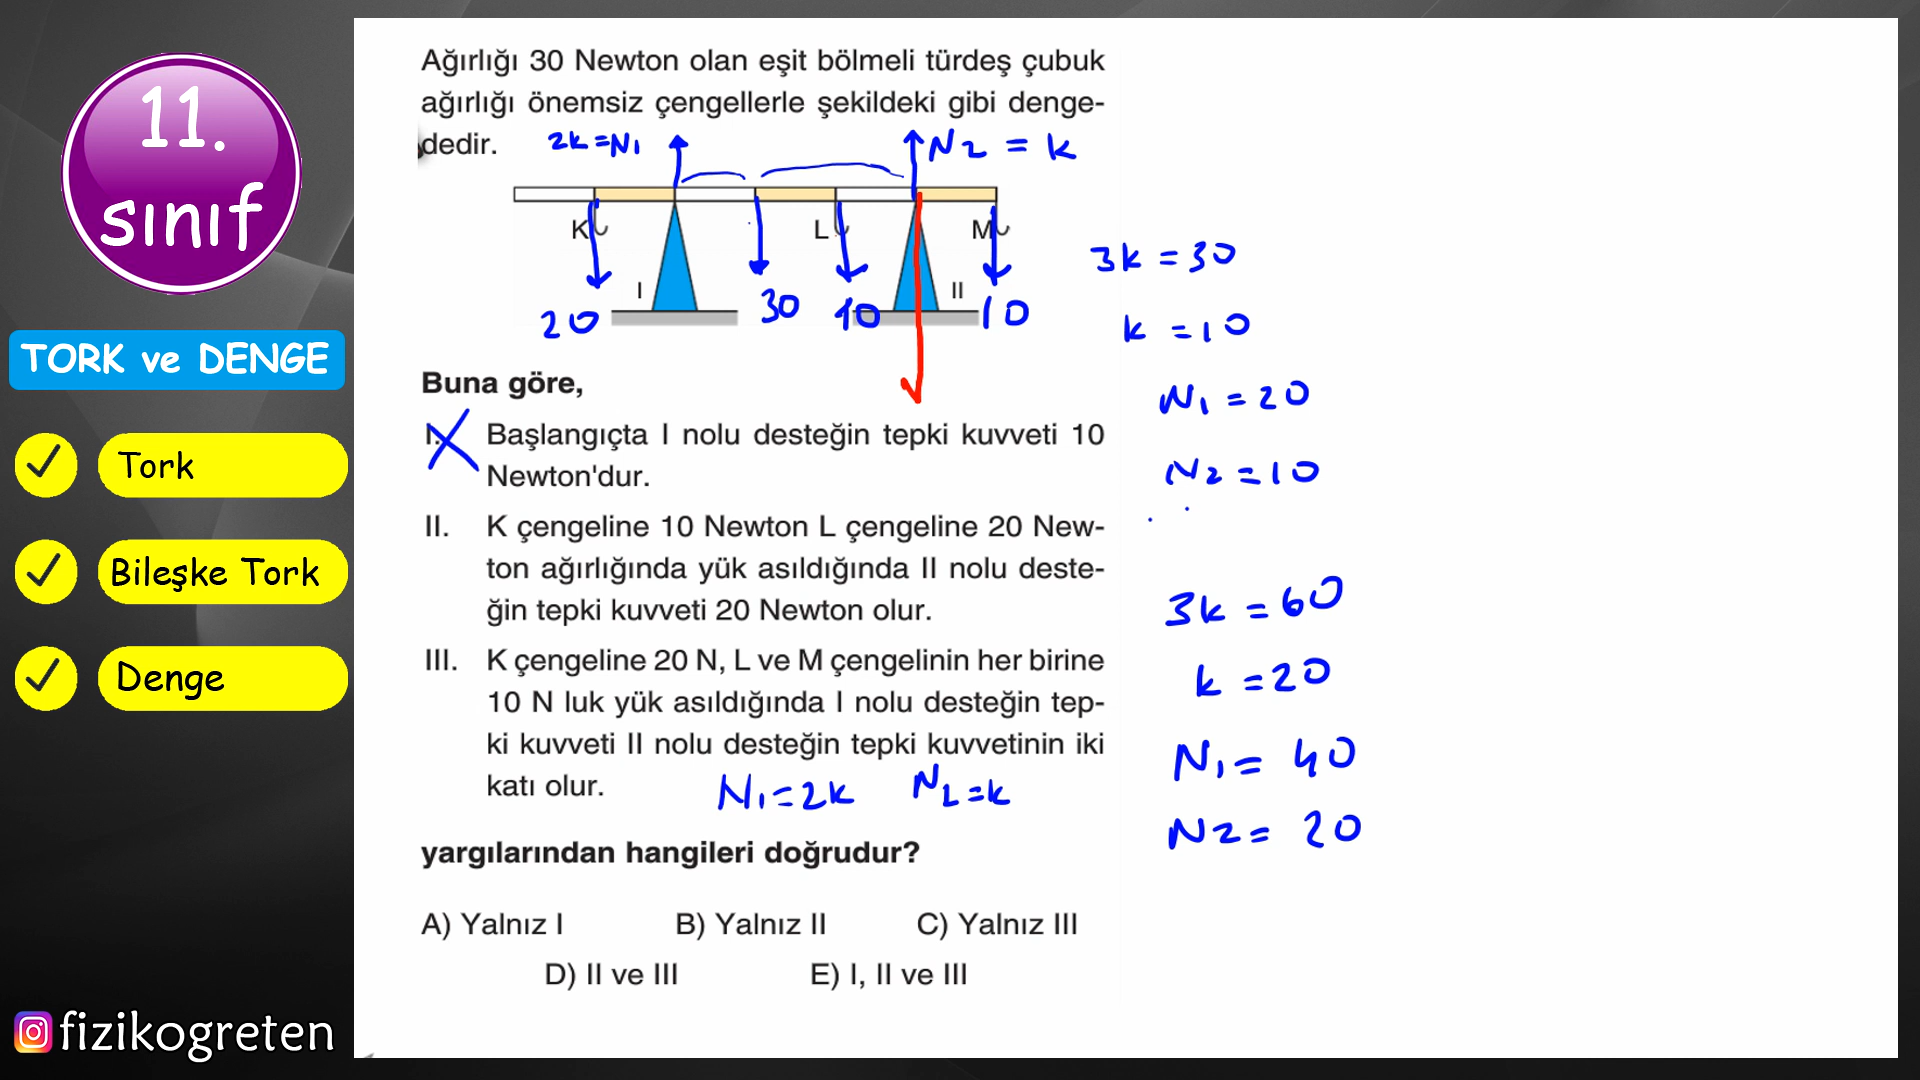 11.
sınıf
TORK ve DENGE
Tork
Bileşke Tork
Denge
fizikogreten
Ağırlığı 30 Newton olan eşit bölmeli türdeş çubuk
ağırlığı önemsiz çengellerle şekildeki gibi denge-
dedir.
2k=N1
N2 = k
K
L
M
I
II
20
30
10
10
Buna göre,
I. Başlangıçta I nolu desteğin tepki kuvveti 10
Newton'dur.
II. K çengeline 10 Newton L çengeline 20 New-
ton ağırlığında yük asıldığında II nolu deste-
ğin tepki kuvveti 20 Newton olur.
III. K çengeline 20 N, L ve M çengelinin her birine
10 N luk yük asıldığında I nolu desteğin tep-
ki kuvveti II nolu desteğin tepki kuvvetinin iki
katı olur.
N1=2k N2=k
yargılarından hangileri doğrudur?
A) Yalnız I B) Yalnız II C) Yalnız III
D) II ve III E) I, II ve III
3k = 30
k = 10
N1 = 20
N2 = 10
3k = 60
k = 20
N1 = 40
N2 = 20